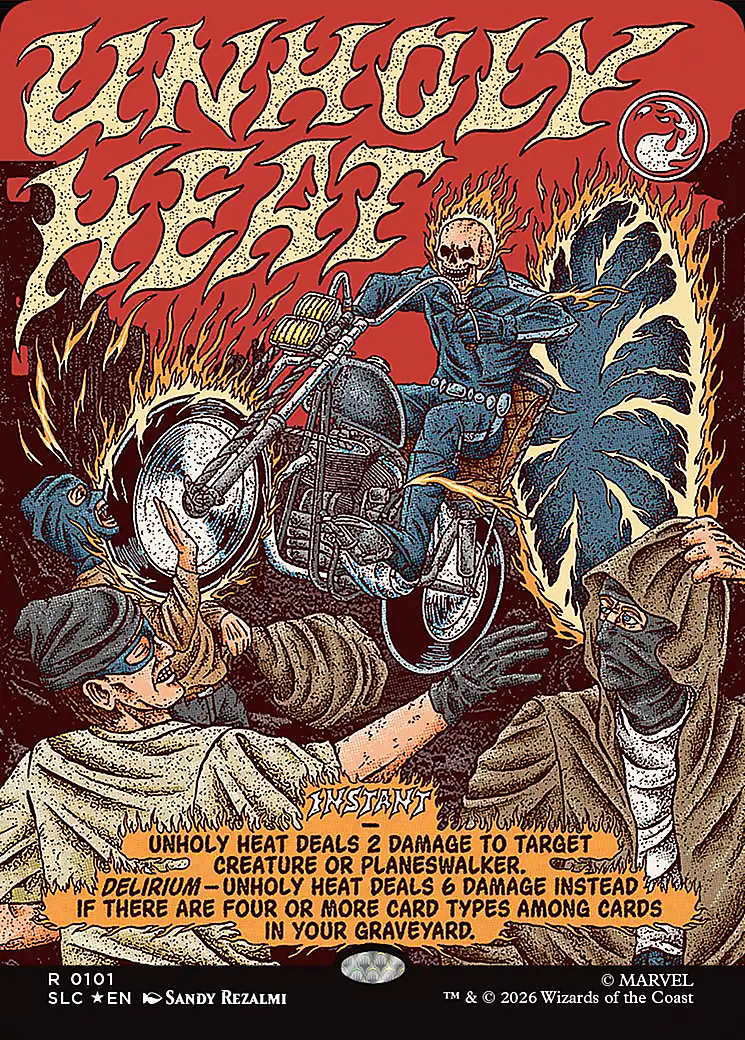 UNHOLY
HEAT
INSTANT
UNHOLY HEAT DEALS 2 DAMAGE TO TARGET
CREATURE OR PLANESWALKER.
DELIRIUM — UNHOLY HEAT DEALS 6 DAMAGE INSTEAD
IF THERE ARE FOUR OR MORE CARD TYPES AMONG CARDS
IN YOUR GRAVEYARD.
R 0101
SLC ★ EN SANDY REZALMI
© MARVEL
™ & © 2026 Wizards of the Coast